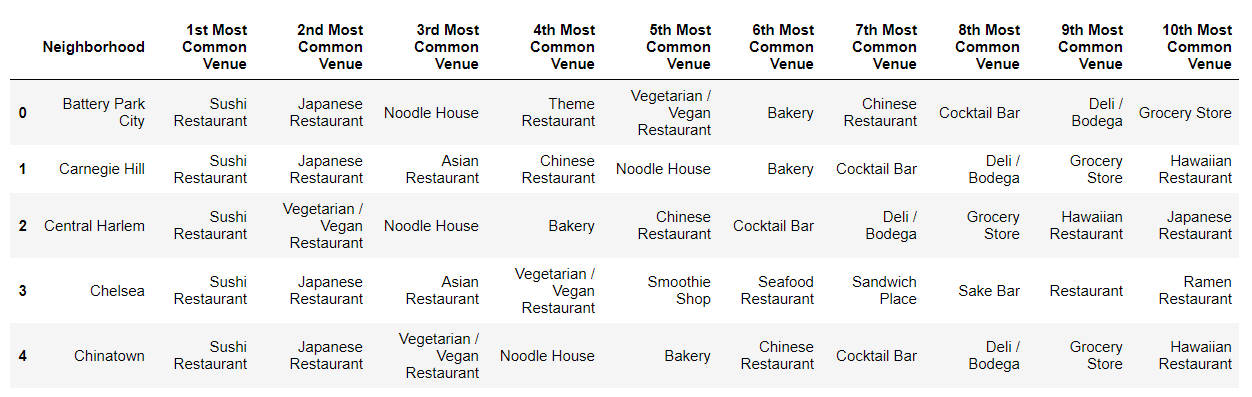 Neighborhood 1st Most Common Venue 2nd Most Common Venue 3rd Most Common Venue 4th Most Common Venue 5th Most Common Venue 6th Most Common Venue 7th Most Common Venue 8th Most Common Venue 9th Most Common Venue 10th Most Common Venue
0 Battery Park City Sushi Restaurant Japanese Restaurant Noodle House Theme Restaurant Vegetarian / Vegan Restaurant Bakery Chinese Restaurant Cocktail Bar Deli / Bodega Grocery Store
1 Carnegie Hill Sushi Restaurant Japanese Restaurant Asian Restaurant Chinese Restaurant Noodle House Bakery Cocktail Bar Deli / Bodega Grocery Store Hawaiian Restaurant
2 Central Harlem Sushi Restaurant Vegetarian / Vegan Restaurant Noodle House Bakery Chinese Restaurant Cocktail Bar Deli / Bodega Grocery Store Hawaiian Restaurant Japanese Restaurant
3 Chelsea Sushi Restaurant Japanese Restaurant Asian Restaurant Vegetarian / Vegan Restaurant Smoothie Shop Seafood Restaurant Sandwich Place Sake Bar Restaurant Ramen Restaurant
4 Chinatown Sushi Restaurant Japanese Restaurant Vegetarian / Vegan Restaurant Noodle House Bakery Chinese Restaurant Cocktail Bar Deli / Bodega Grocery Store Hawaiian Restaurant